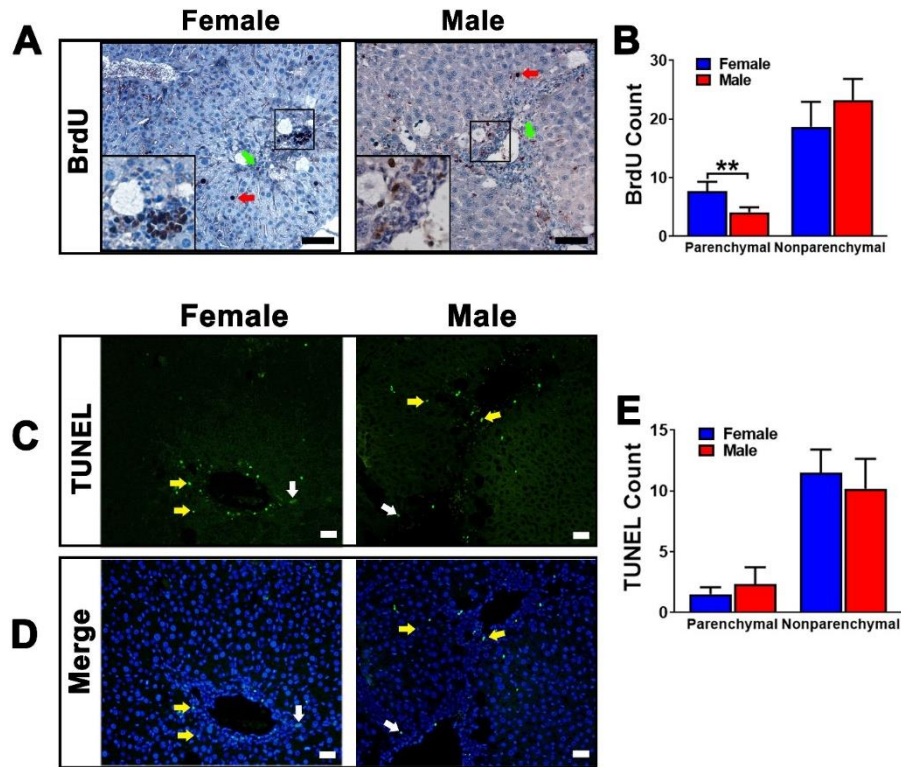 Female Male
A
BrdU
B
Female
Male
BrdU Count
30
20
10
0
**
Parenchymal Nonparenchymal
Female Male
C
TUNEL
D
Merge
E
Female
Male
TUNEL Count
15
10
5
0
Parenchymal Nonparenchymal